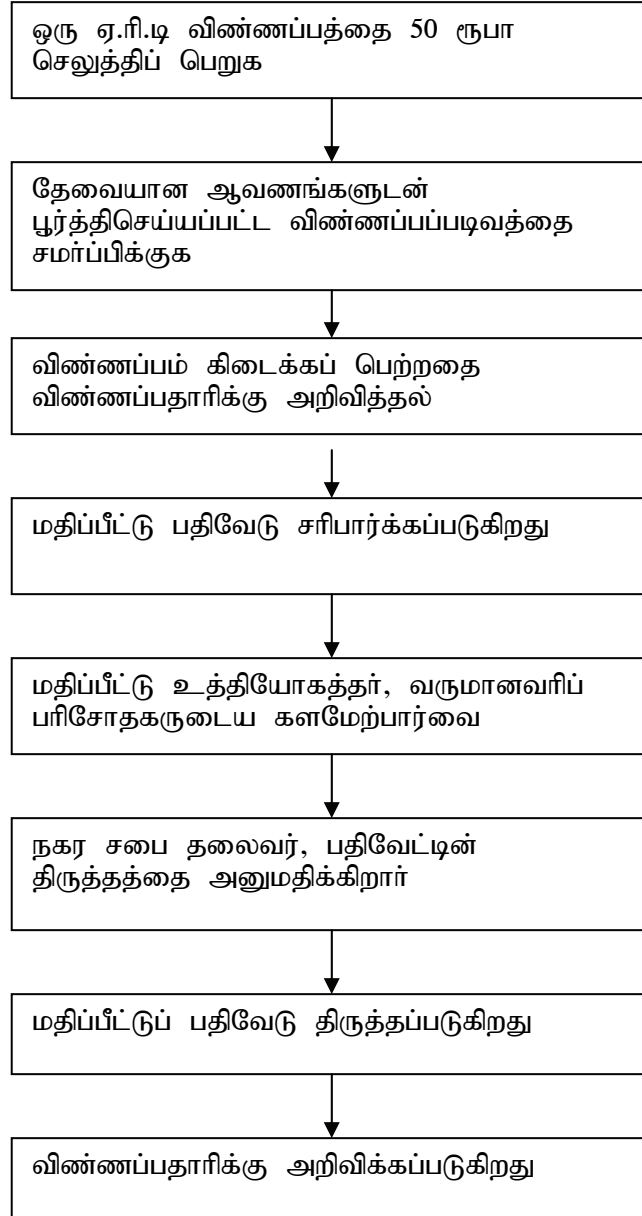 ஒரு ஏ.ரி.டி விண்ணப்பத்தை 50 ரூபா
செலுத்திப் பெறுக
தேவையான ஆவணங்களுடன்
பூர்த்திசெய்யப்பட்ட விண்ணப்பப்படிவத்தை
சமர்ப்பிக்குக
விண்ணப்பம் கிடைக்கப் பெற்றதை
விண்ணப்பதாரிக்கு அறிவித்தல்
மதிப்பீட்டு பதிவேடு சரிபார்க்கப்படுகிறது
மதிப்பீட்டு உத்தியோகத்தர், வருமானவரிப்
பரிசோதகருடைய களமேற்பார்வை
நகர சபை தலைவர், பதிவேட்டின்
திருத்தத்தை அனுமதிக்கிறார்
மதிப்பீட்டுப் பதிவேடு திருத்தப்படுகிறது
விண்ணப்பதாரிக்கு அறிவிக்கப்படுகிறது